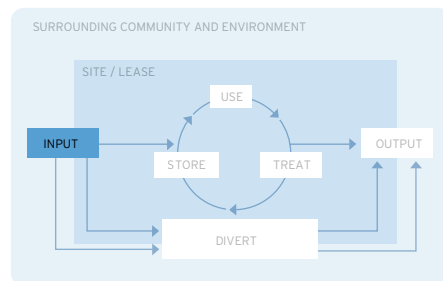 SURROUNDING COMMUNITY AND ENVIRONMENT
SITE / LEASE
USE
INPUT
OUTPUT
STORE
TREAT
DIVERT